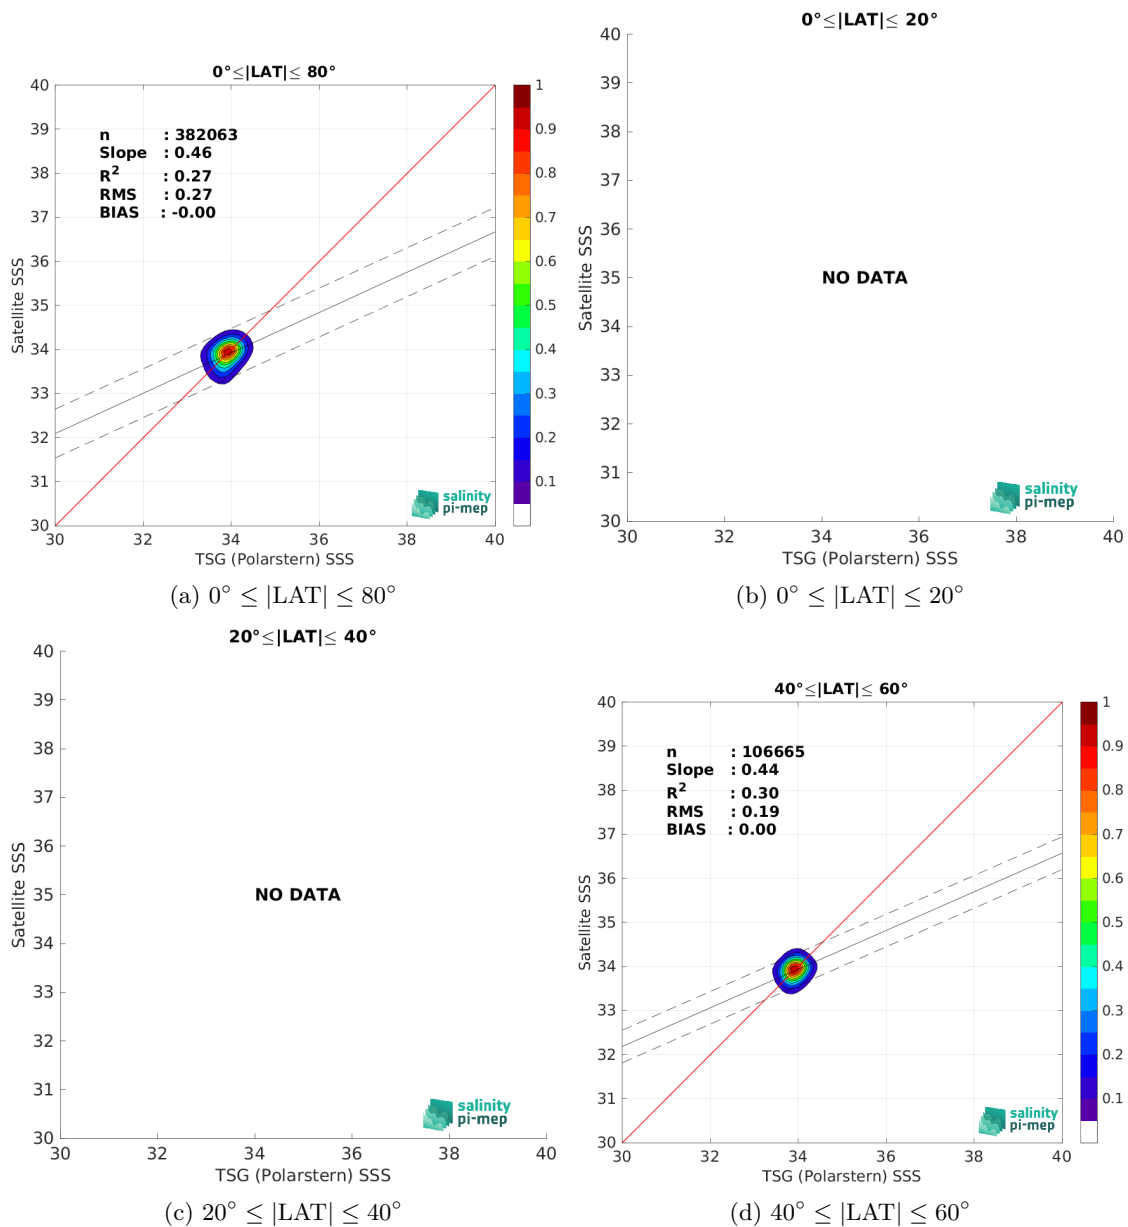 0°≤|LAT|≤ 80°
40
39
38
37
36
35
34
33
32
31
30
Satellite SSS
n : 382063
Slope : 0.46
R² : 0.27
RMS : 0.27
BIAS : -0.00
salinity
pi-mep
30 32 34 36 38 40
TSG (Polarstern) SSS
1
0.9
0.8
0.7
0.6
0.5
0.4
0.3
0.2
0.1
(a) 0° ≤ |LAT| ≤ 80°
0°≤|LAT|≤ 20°
40
39
38
37
36
35
34
33
32
31
30
Satellite SSS
NO DATA
salinity
pi-mep
30 32 34 36 38 40
TSG (Polarstern) SSS
(b) 0° ≤ |LAT| ≤ 20°
20°≤|LAT|≤ 40°
40
39
38
37
36
35
34
33
32
31
30
Satellite SSS
NO DATA
salinity
pi-mep
30 32 34 36 38 40
TSG (Polarstern) SSS
(c) 20° ≤ |LAT| ≤ 40°
40°≤|LAT|≤ 60°
40
39
38
37
36
35
34
33
32
31
30
Satellite SSS
n : 106665
Slope : 0.44
R² : 0.30
RMS : 0.19
BIAS : 0.00
salinity
pi-mep
30 32 34 36 38 40
TSG (Polarstern) SSS
1
0.9
0.8
0.7
0.6
0.5
0.4
0.3
0.2
0.1
(d) 40° ≤ |LAT| ≤ 60°